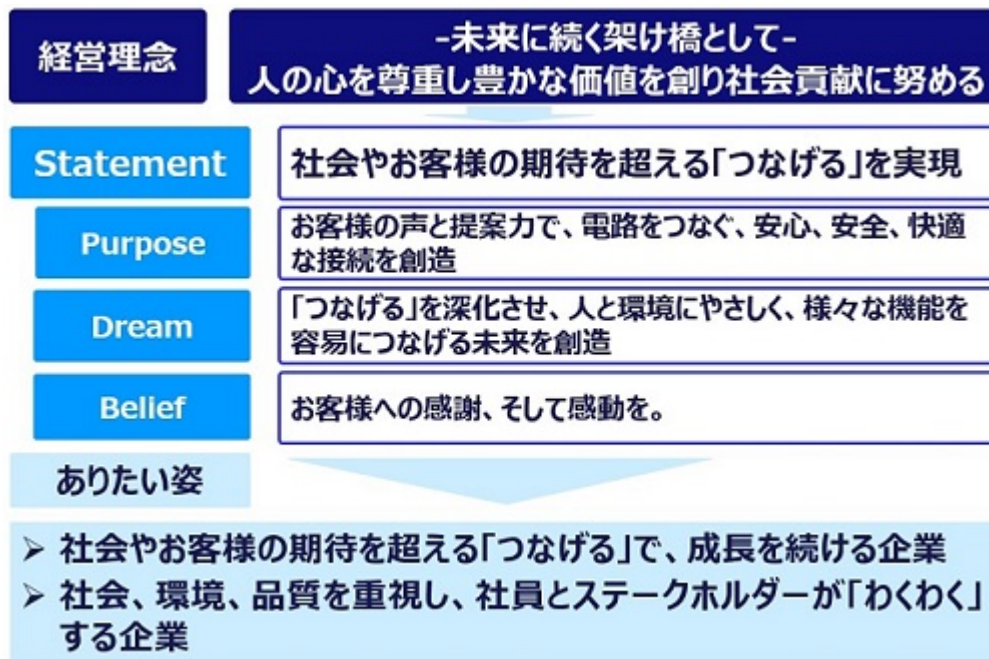 経営理念
-未来に続く架け橋として-
人の心を尊重し豊かな価値を創り社会貢献に努める
Statement
社会やお客様の期待を超える「つなげる」を実現
Purpose
お客様の声と提案力で、電路をつなぐ、安心、安全、快適
な接続を創造
Dream
「つなげる」を深化させ、人と環境にやさしく、様々な機能を
容易につなげる未来を創造
Belief
お客様への感謝、そして感動を。
ありたい姿
➢ 社会やお客様の期待を超える「つなげる」で、成長を続ける企業
➢ 社会、環境、品質を重視し、社員とステークホルダーが「わくわく」
する企業